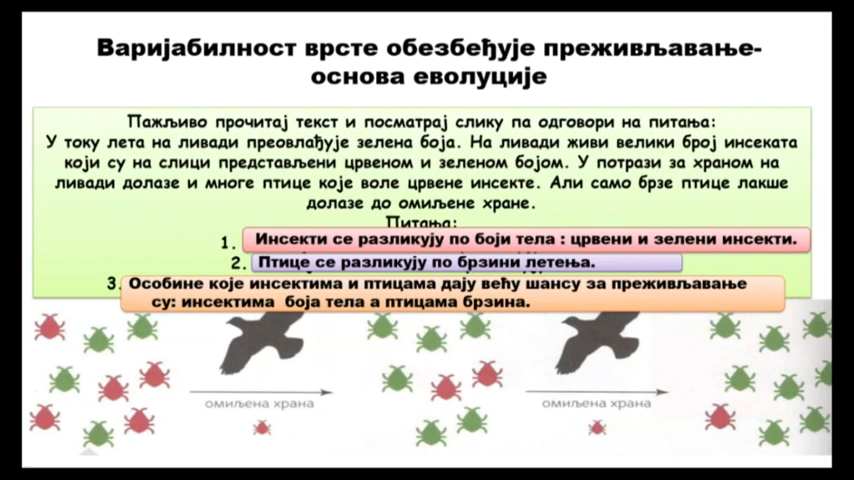 Варијабилност врсте обезбеђује преживљавање-
основа еволуције
Пажљиво прочитај текст и посматрај слику па одговори на питања:
У току лета на ливади преовлађује зелена боја. На ливади живи велики број инсеката
који су на слици представљени црвеном и зеленом бојом. У потрази за храном на
ливади долазе и многе птице које воле црвене инсекте. Али само брзе птице лакше
долазе до омиљене хране.
Питања:
1. Инсекти се разликују по боји тела : црвени и зелени инсекти.
2. Птице се разликују по брзини летења.
3. Особине које инсектима и птицама дају већу шансу за преживљавање
су: инсектима боја тела а птицама брзина.
омиљена храна
омиљена храна